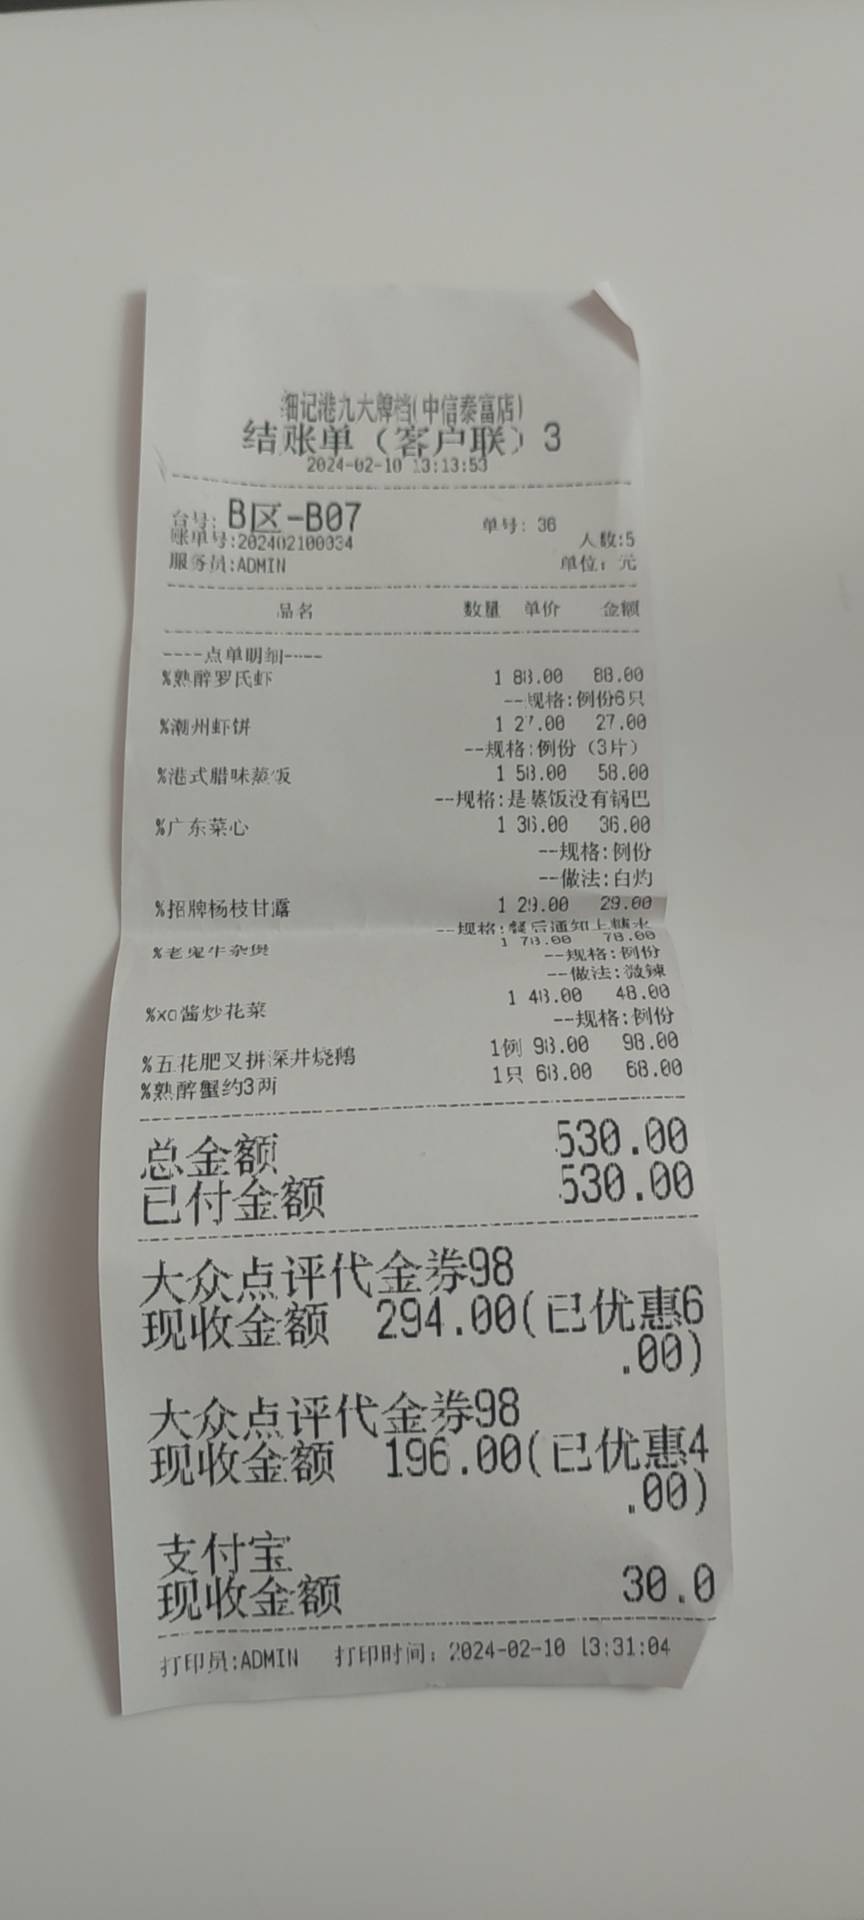 细记港九大牌档(中信泰富店)
结账单（客户联）3
2024-02-10 13:13:53
台号: B区-B07 单号: 36
账单号:202402100034 人数:5
服务员:ADMIN 单位: 元
品名 数量 单价 金额
----点单明细----
%熟醉罗氏虾 1 88.00 88.00
--规格:例份6只
%潮州虾饼 1 27.00 27.00
--规格:例份（3片）
%港式腊味蒸饭 1 58.00 58.00
--规格:是蒸饭没有锅巴
%广东菜心 1 36.00 36.00
--规格:例份
--做法:白灼
%招牌杨枝甘露 1 29.00 29.00
--规格:餐后通知上糖水
%老鬼牛杂煲 1 78.00 78.00
--规格:例份
--做法:微辣
%xo酱炒花菜 1 48.00 48.00
--规格:例份
%五花肥叉拼深井烧鹅 1例 98.00 98.00
%熟醉蟹约3两 1只 68.00 68.00
总金额 530.00
已付金额 530.00
大众点评代金券98
现收金额 294.00(已优惠6
.00)
大众点评代金券98
现收金额 196.00(已优惠4
.00)
支付宝
现收金额 30.0
打印员:ADMIN 打印时间: 2024-02-10 13:31:04